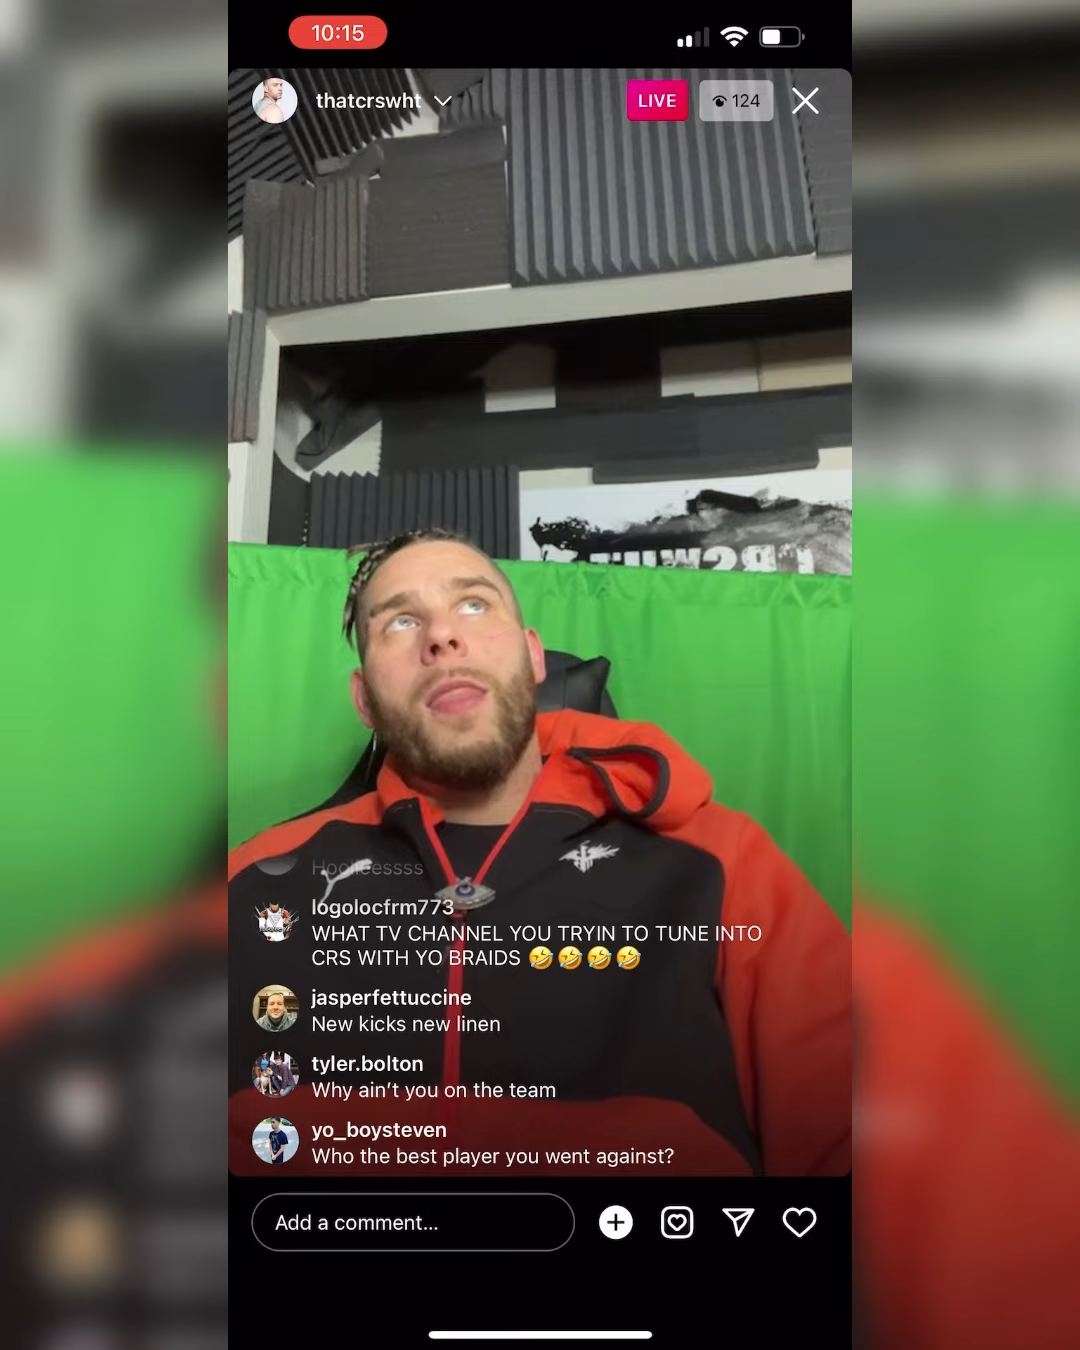 10:15
thatcrswht
LIVE
124
CRSWHT
Hoolieessss
logolocfrm773
WHAT TV CHANNEL YOU TRYIN TO TUNE INTO
CRS WITH YO BRAIDS 🤣🤣🤣🤣
jasperfettuccine
New kicks new linen
tyler.bolton
Why ain’t you on the team
yo_boysteven
Who the best player you went against?
Add a comment...